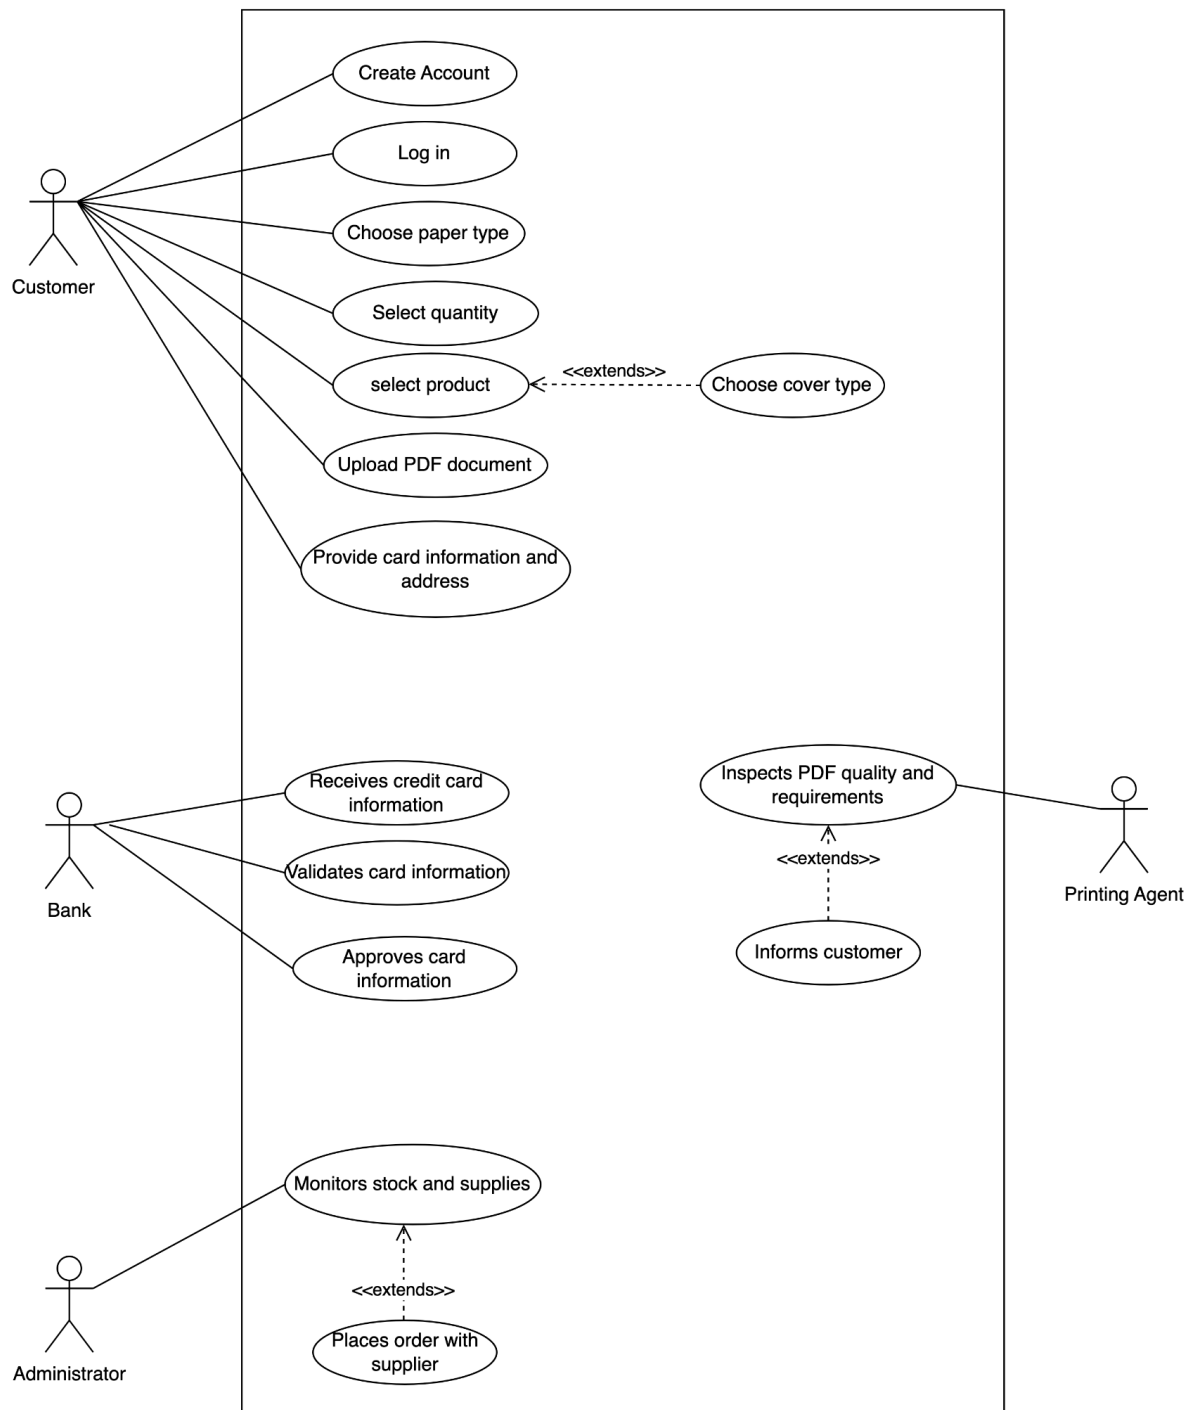 Create Account
Log in
Choose paper type
Customer
Select quantity
select product
<<extends>>
Choose cover type
Upload PDF document
Provide card information and
address
Receives credit card
information
Inspects PDF quality and
requirements
Validates card information
<<extends>>
Bank
Printing Agent
Approves card
information
Informs customer
Monitors stock and supplies
<<extends>>
Places order with
supplier
Administrator